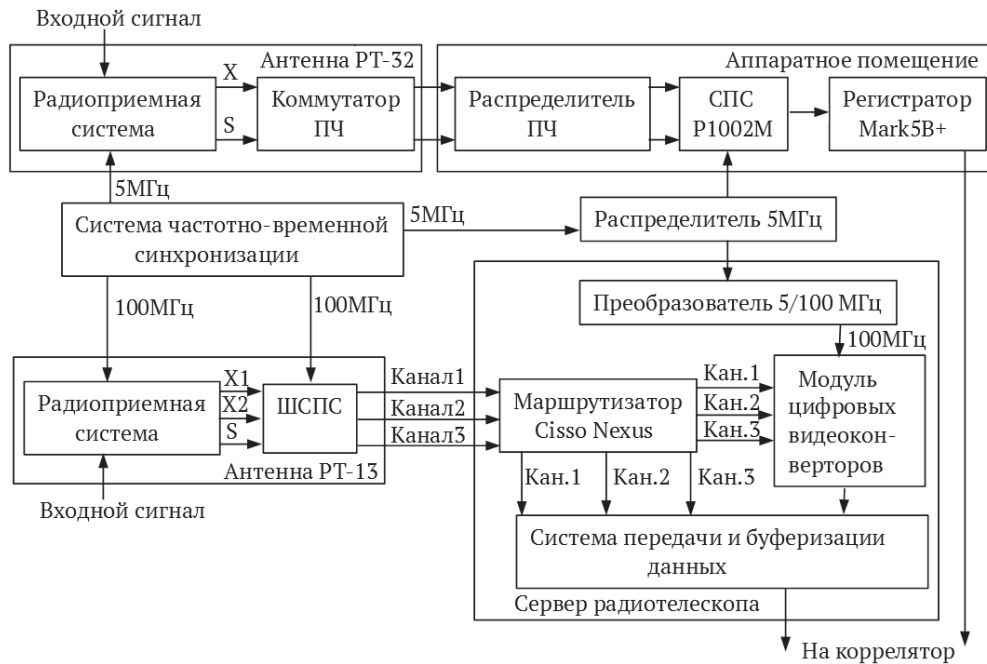 Входной сигнал
Антенна РТ-32
Аппаратное помещение
Радиоприемная
система
X
S
Коммутатор
ПЧ
Распределитель
ПЧ
СПС
Р1002М
Регистратор
Mark5B+
5МГц
Система частотно-временной
синхронизации
5МГц
Распределитель 5МГц
100МГц
100МГц
Преобразователь 5/100 МГц
100МГц
Радиоприемная
система
X1
X2
S
ШСПС
Канал1
Канал2
Канал3
Маршрутизатор
Cisso Nexus
Кан.1
Кан.2
Кан.3
Модуль
цифровых
видеокон-
верторов
Антенна РТ-13
Входной сигнал
Кан.1
Кан.2
Кан.3
Система передачи и буферизации
данных
Сервер радиотелескопа
На коррелятор